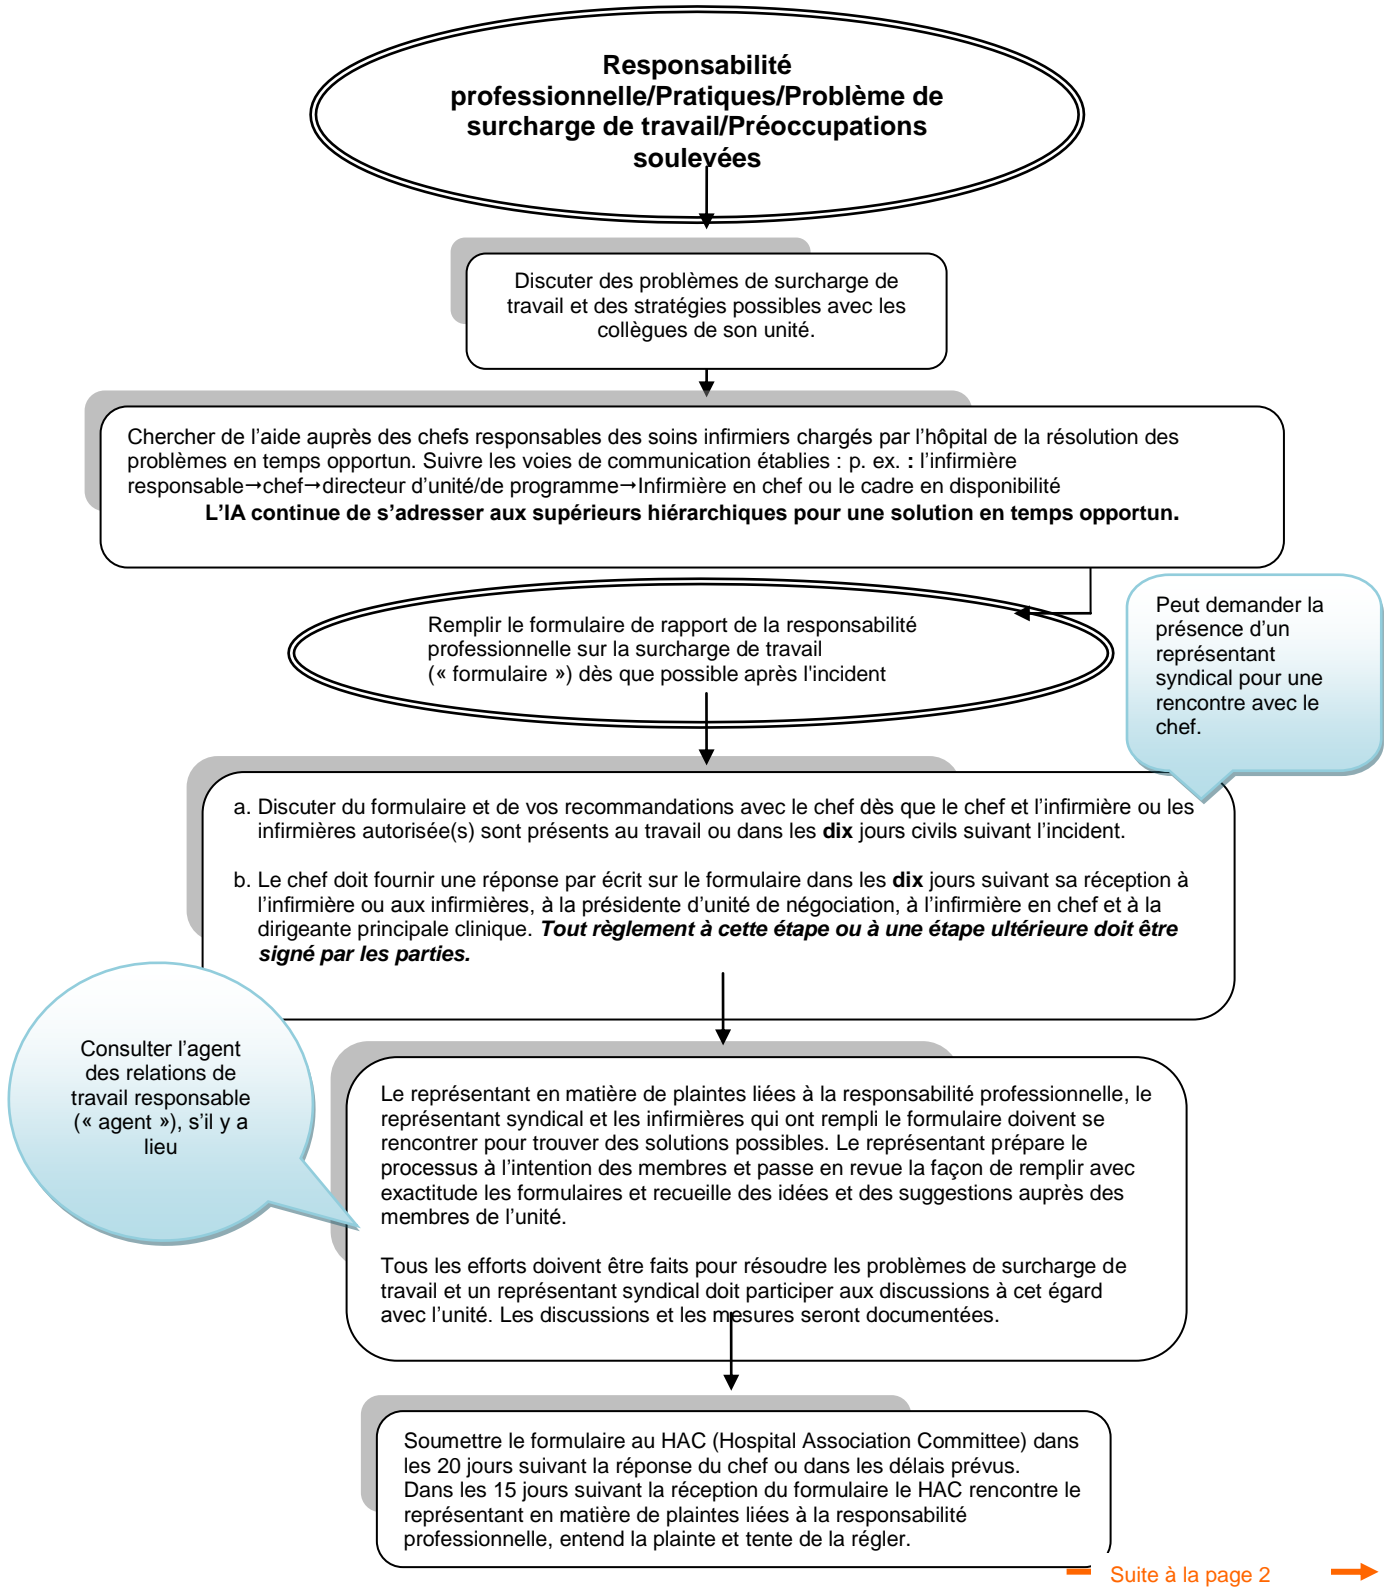 Responsabilité
professionnelle/Pratiques/Problème de
surcharge de travail/Préoccupations
soulevées
Discuter des problèmes de surcharge de
travail et des stratégies possibles avec les
collègues de son unité.
Chercher de l’aide auprès des chefs responsables des soins infirmiers chargés par l’hôpital de la résolution des
problèmes en temps opportun. Suivre les voies de communication établies : p. ex. : l’infirmière
responsable→chef→directeur d’unité/de programme→Infirmière en chef ou le cadre en disponibilité
L’IA continue de s’adresser aux supérieurs hiérarchiques pour une solution en temps opportun.
Remplir le formulaire de rapport de la responsabilité
professionnelle sur la surcharge de travail
(« formulaire ») dès que possible après l'incident
Peut demander la
présence d’un
représentant
syndical pour une
rencontre avec le
chef.
a. Discuter du formulaire et de vos recommandations avec le chef dès que le chef et l’infirmière ou les
infirmières autorisée(s) sont présents au travail ou dans les dix jours civils suivant l’incident.
b. Le chef doit fournir une réponse par écrit sur le formulaire dans les dix jours suivant sa réception à
l’infirmière ou aux infirmières, à la présidente d’unité de négociation, à l’infirmière en chef et à la
dirigeante principale clinique. Tout règlement à cette étape ou à une étape ultérieure doit être
signé par les parties.
Consulter l’agent
des relations de
travail responsable
(« agent »), s’il y a
lieu
Le représentant en matière de plaintes liées à la responsabilité professionnelle, le
représentant syndical et les infirmières qui ont rempli le formulaire doivent se
rencontrer pour trouver des solutions possibles. Le représentant prépare le
processus à l’intention des membres et passe en revue la façon de remplir avec
exactitude les formulaires et recueille des idées et des suggestions auprès des
membres de l’unité.
Tous les efforts doivent être faits pour résoudre les problèmes de surcharge de
travail et un représentant syndical doit participer aux discussions à cet égard
avec l’unité. Les discussions et les mesures seront documentées.
Soumettre le formulaire au HAC (Hospital Association Committee) dans
les 20 jours suivant la réponse du chef ou dans les délais prévus.
Dans les 15 jours suivant la réception du formulaire le HAC rencontre le
représentant en matière de plaintes liées à la responsabilité
professionnelle, entend la plainte et tente de la régler.
Suite à la page 2